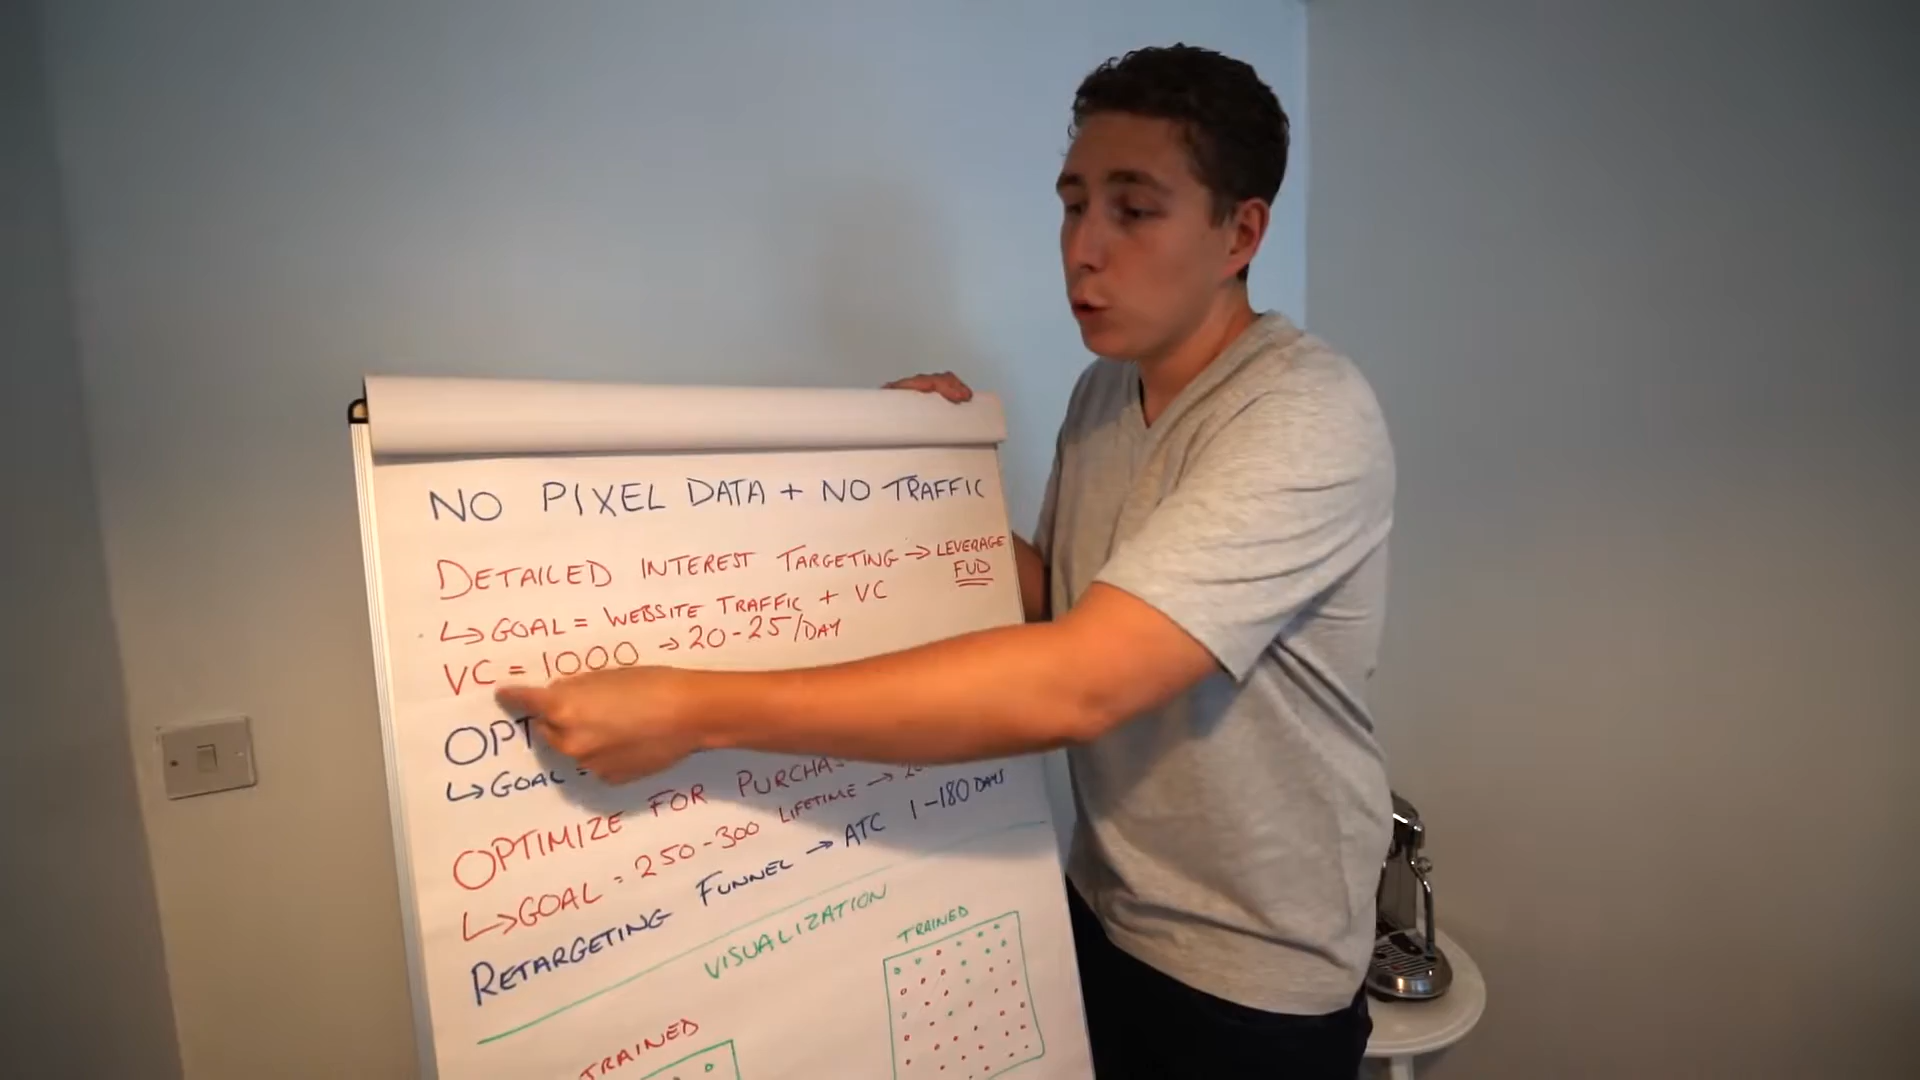 NO PIXEL DATA + NO TRAFFIC
DETAILED INTEREST TARGETING → LEVERAGE
FUD
↳ GOAL = WEBSITE TRAFFIC + VC
VC = 1000 → 20-25/DAY
OPT
↳ GOAL =
OPTIMIZE FOR PURCHA
↳ GOAL = 250-300 LIFETIME →
RETARGETING FUNNEL → ATC 1-180 DAYS
VISUALIZATION
TRAINED
TRAINED